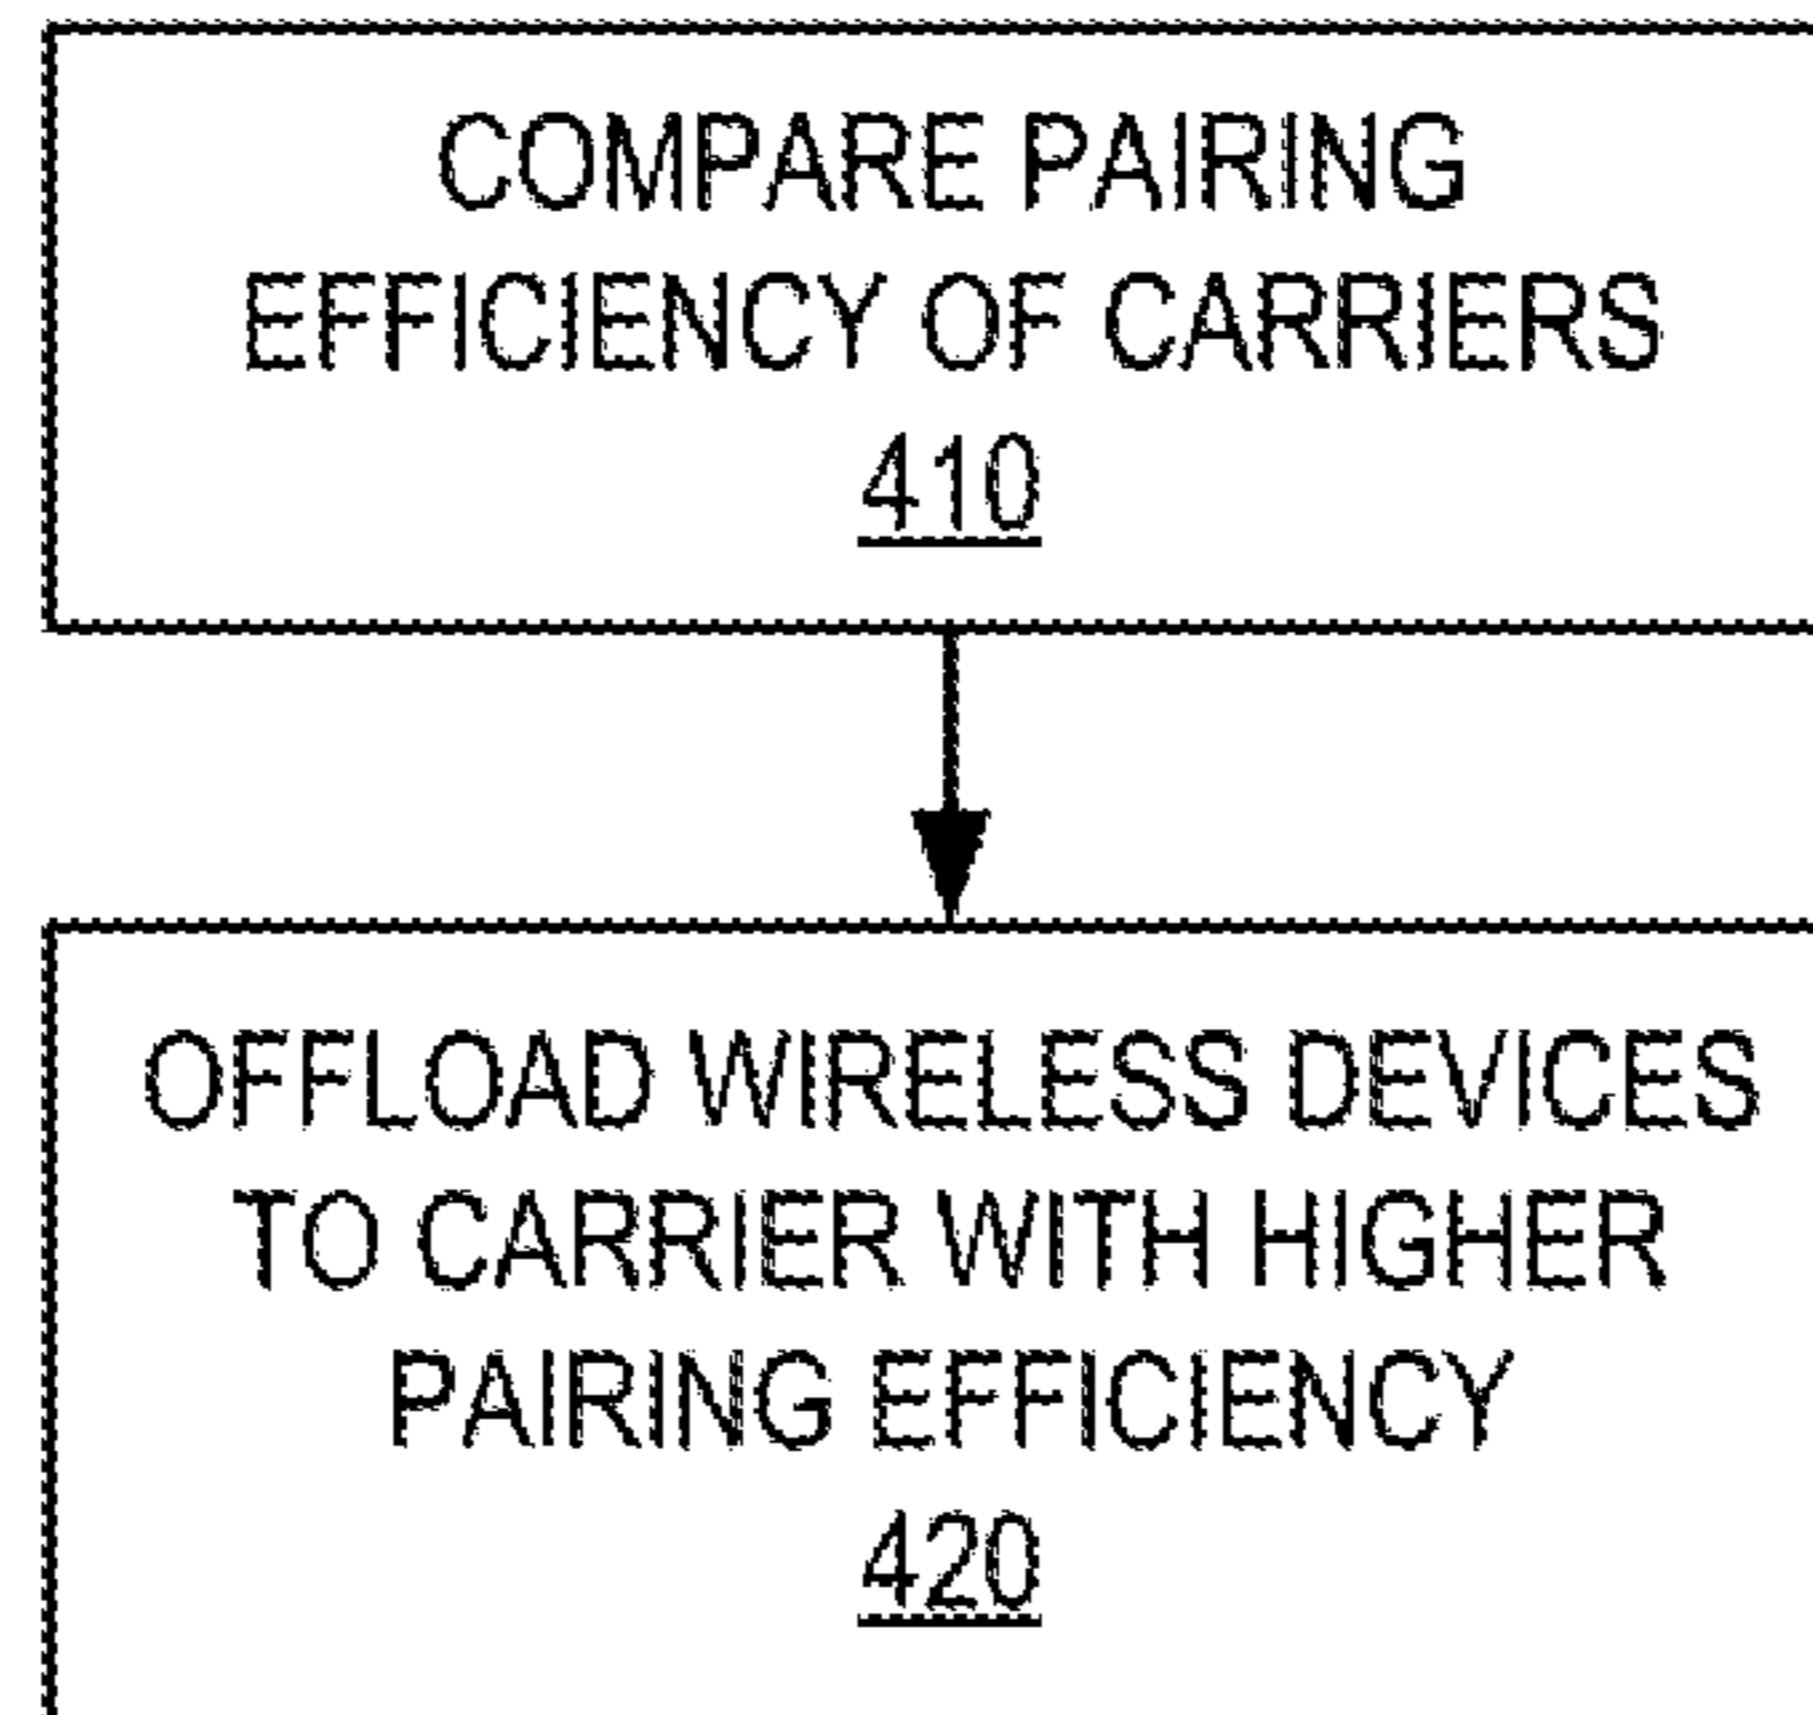 COMPARE PAIRING
EFFICIENCY OF CARRIERS
410
OFFLOAD WIRELESS DEVICES
TO CARRIER WITH HIGHER
PAIRING EFFICIENCY
420